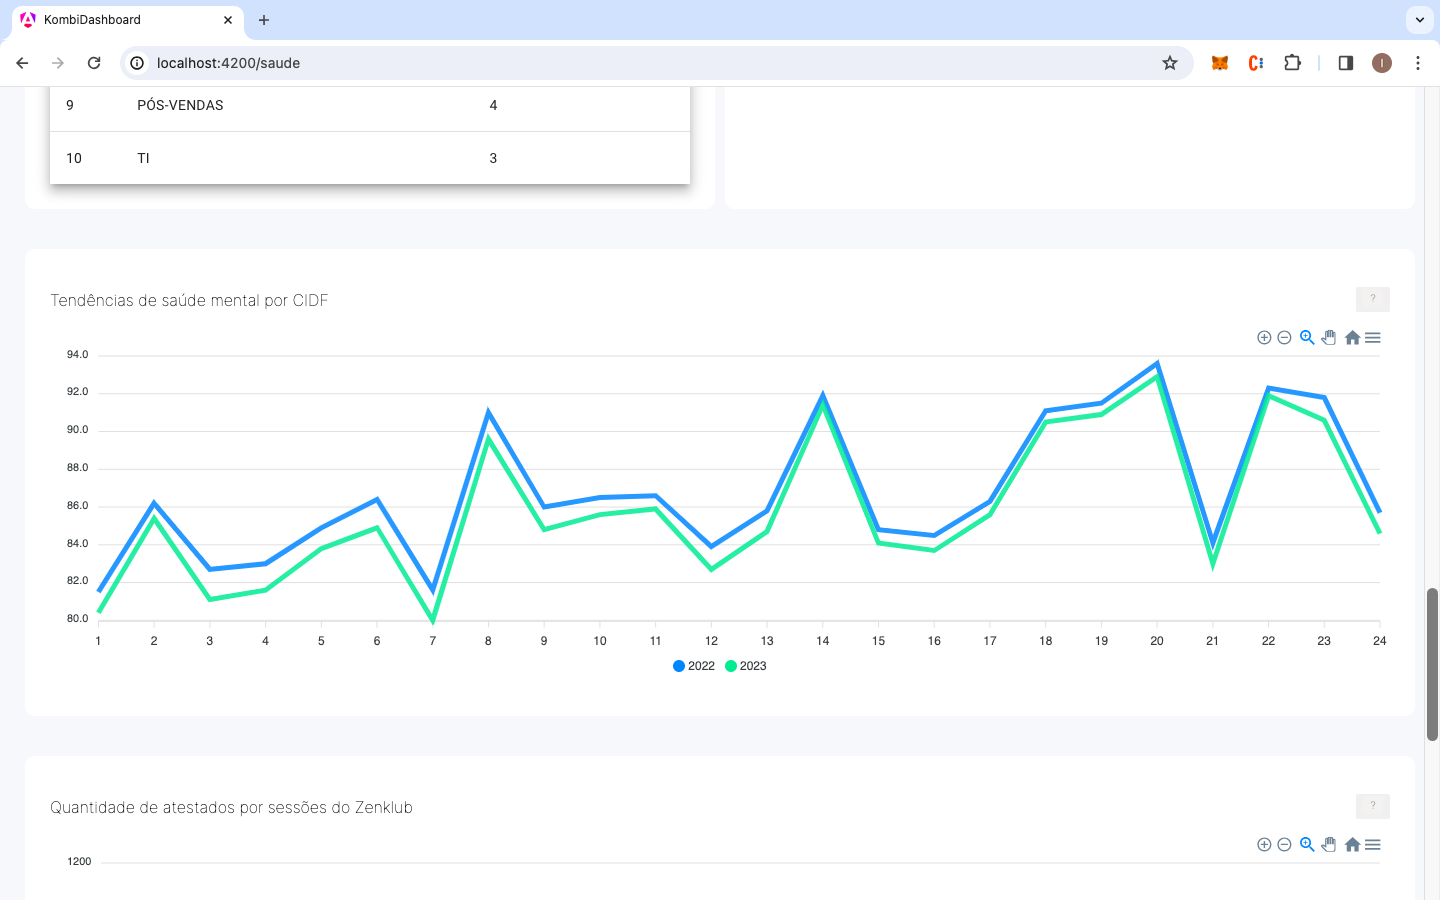 KombiDashboard
localhost:4200/saude
I
9 PÓS-VENDAS 4
10 TI 3
Tendências de saúde mental por CIDF
?
94.0
92.0
90.0
88.0
86.0
84.0
82.0
80.0
1 2 3 4 5 6 7 8 9 10 11 12 13 14 15 16 17 18 19 20 21 22 23 24
2022 2023
Quantidade de atestados por sessões do Zenklub
?
1200